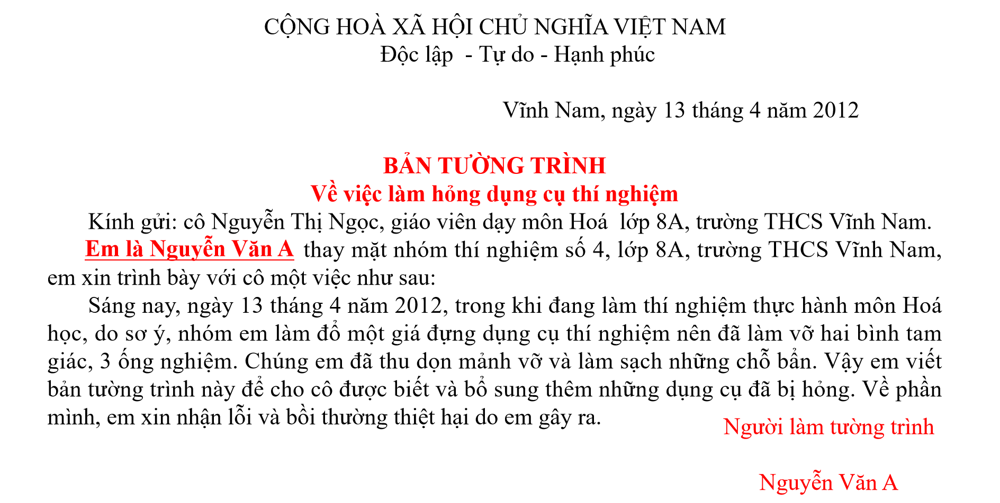 CỘNG HOÀ XÃ HỘI CHỦ NGHĨA VIỆT NAM
Độc lập - Tự do - Hạnh phúc
Vĩnh Nam, ngày 13 tháng 4 năm 2012
BẢN TƯỜNG TRÌNH
Về việc làm hỏng dụng cụ thí nghiệm
Kính gửi: cô Nguyễn Thị Ngọc, giáo viên dạy môn Hoá lớp 8A, trường THCS Vĩnh Nam.
Em là Nguyễn Văn A thay mặt nhóm thí nghiệm số 4, lớp 8A, trường THCS Vĩnh Nam,
em xin trình bày với cô một việc như sau:
Sáng nay, ngày 13 tháng 4 năm 2012, trong khi đang làm thí nghiệm thực hành môn Hoá
học, do sơ ý, nhóm em làm đổ một giá đựng dụng cụ thí nghiệm nên đã làm vỡ hai bình tam
giác, 3 ống nghiệm. Chúng em đã thu dọn mảnh vỡ và làm sạch những chỗ bẩn. Vậy em viết
bản tường trình này để cho cô được biết và bổ sung thêm những dụng cụ đã bị hỏng. Về phần
mình, em xin nhận lỗi và bồi thường thiệt hại do em gây ra.
Người làm tường trình
Nguyễn Văn A